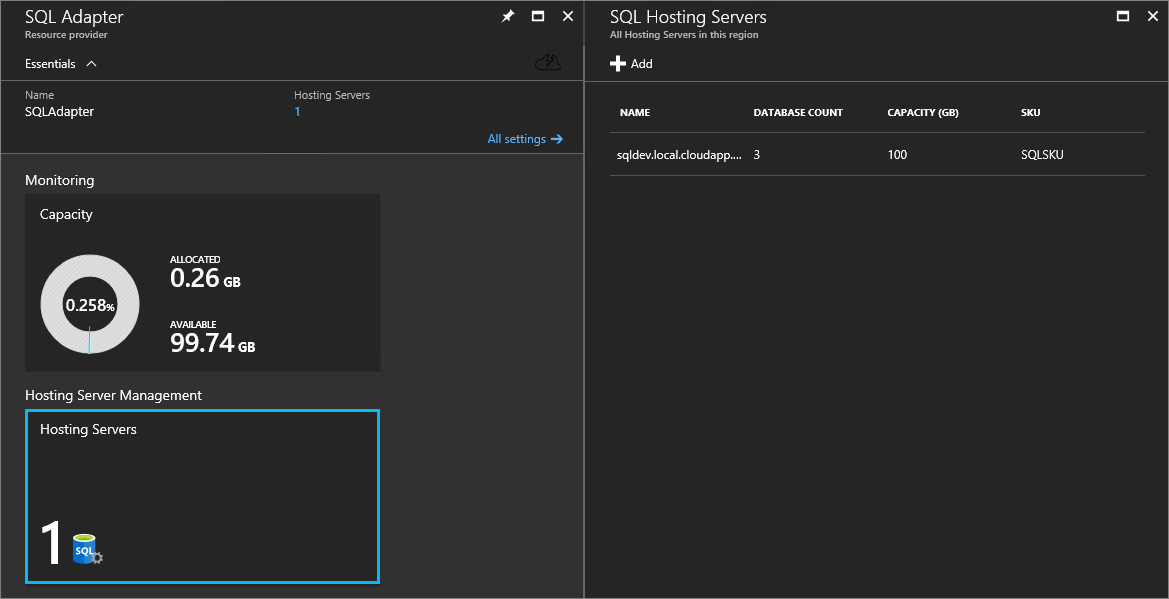 SQL Adapter
Resource provider
Essentials
Name
SQLAdapter
Hosting Servers
1
All settings
Monitoring
Capacity
0.258%
ALLOCATED
0.26 GB
AVAILABLE
99.74 GB
Hosting Server Management
Hosting Servers
1
SQL
SQL Hosting Servers
All Hosting Servers in this region
Add
NAME DATABASE COUNT CAPACITY (GB) SKU
sqldev.local.cloudapp.... 3 100 SQLSKU